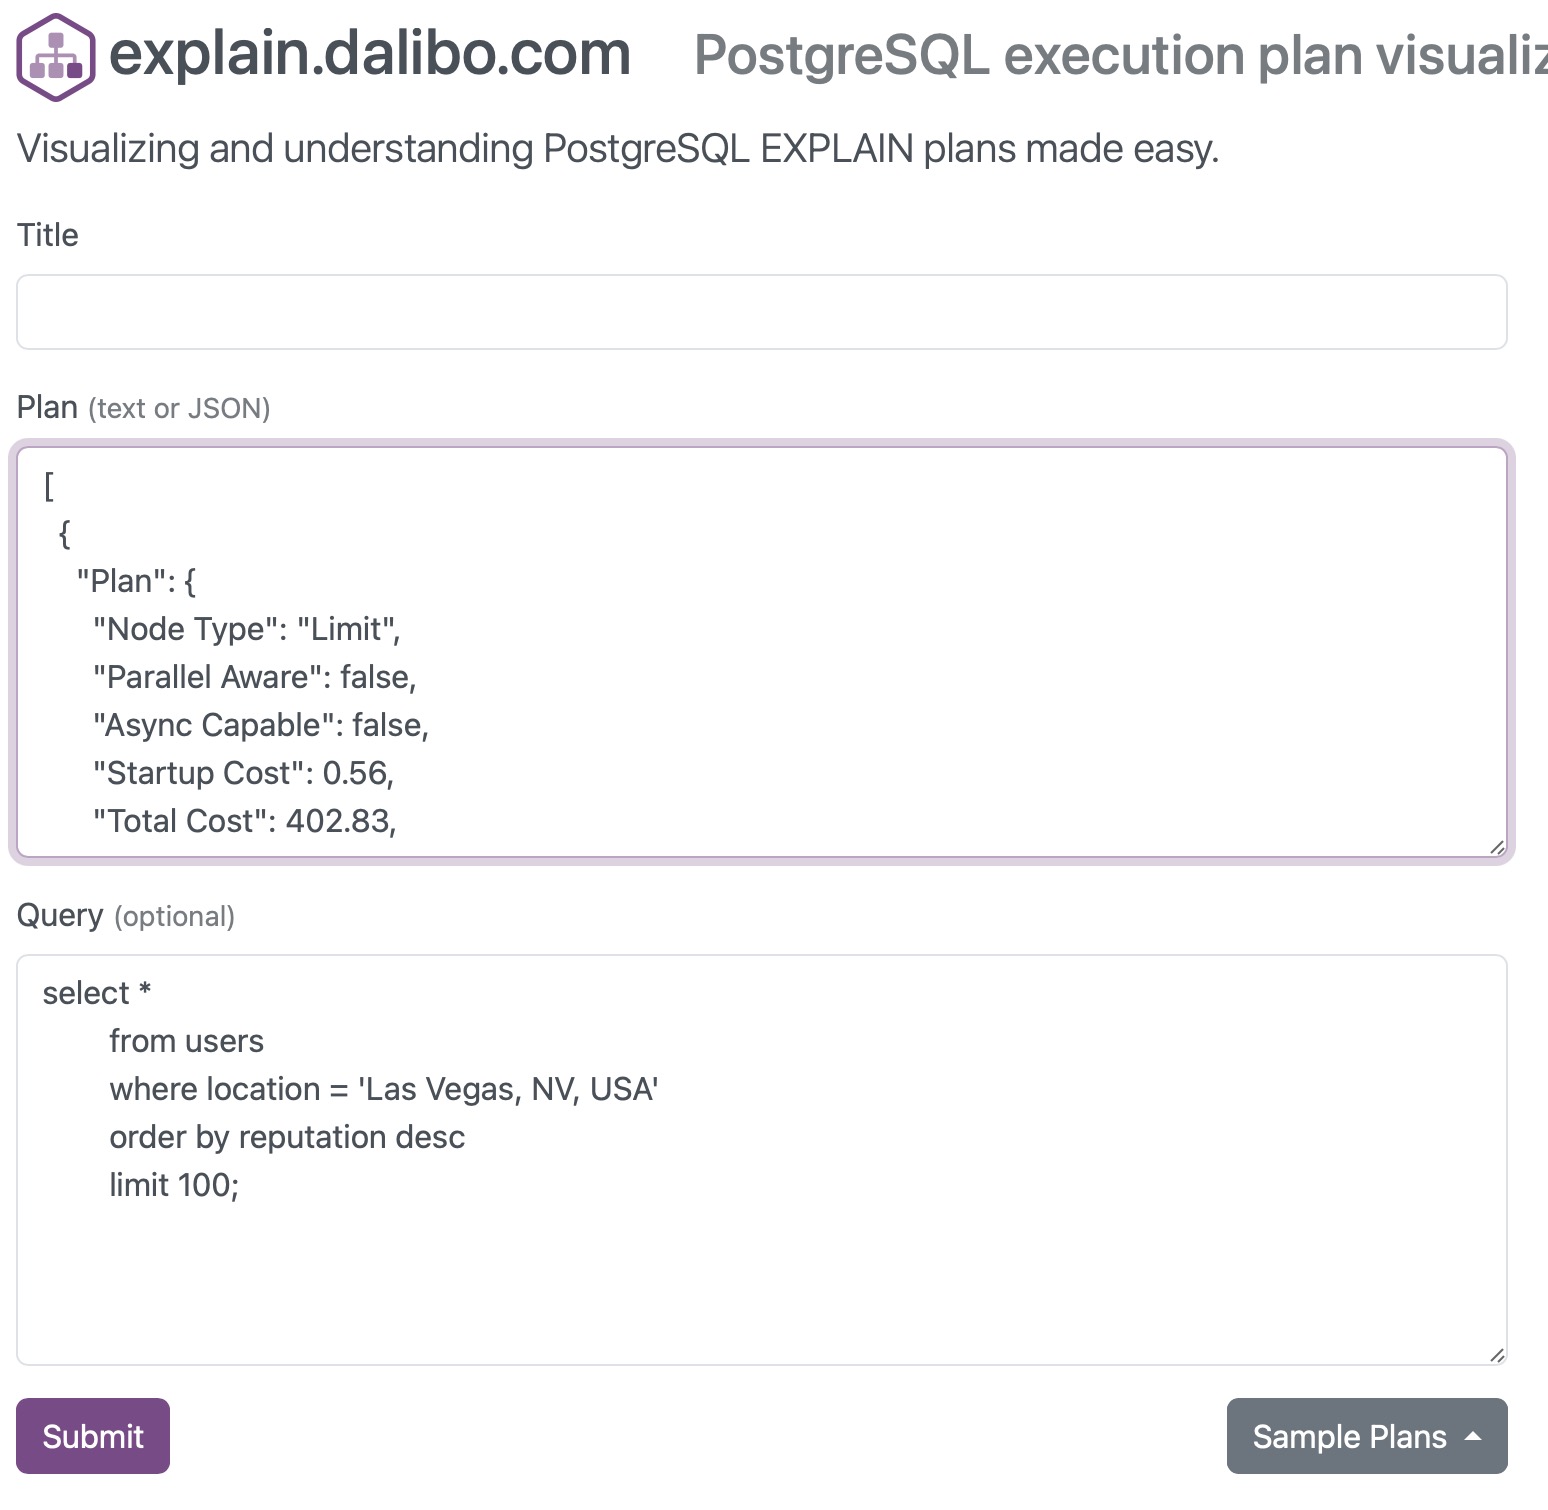 explain.dalibo.com PostgreSQL execution plan visualiz
Visualizing and understanding PostgreSQL EXPLAIN plans made easy.
Title
Plan (text or JSON)
[
{
"Plan": {
"Node Type": "Limit",
"Parallel Aware": false,
"Async Capable": false,
"Startup Cost": 0.56,
"Total Cost": 402.83,
Query (optional)
select *
from users
where location = 'Las Vegas, NV, USA'
order by reputation desc
limit 100;
Submit Sample Plans